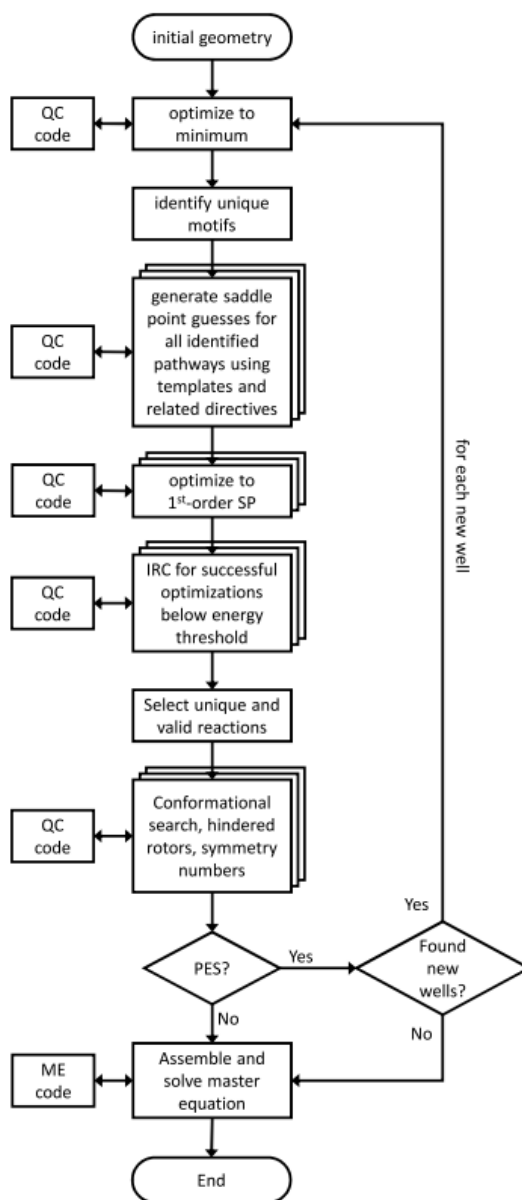 initial geometry
QC
code
optimize to
minimum
identify unique
motifs
QC
code
generate saddle
point guesses for
all identified
pathways using
templates and
related directives
QC
code
optimize to
1st-order SP
QC
code
IRC for successful
optimizations
below energy
threshold
for each new well
Select unique and
valid reactions
QC
code
Conformational
search, hindered
rotors, symmetry
numbers
PES?
Yes
No
Yes
Found
new
wells?
No
ME
code
Assemble and
solve master
equation
End